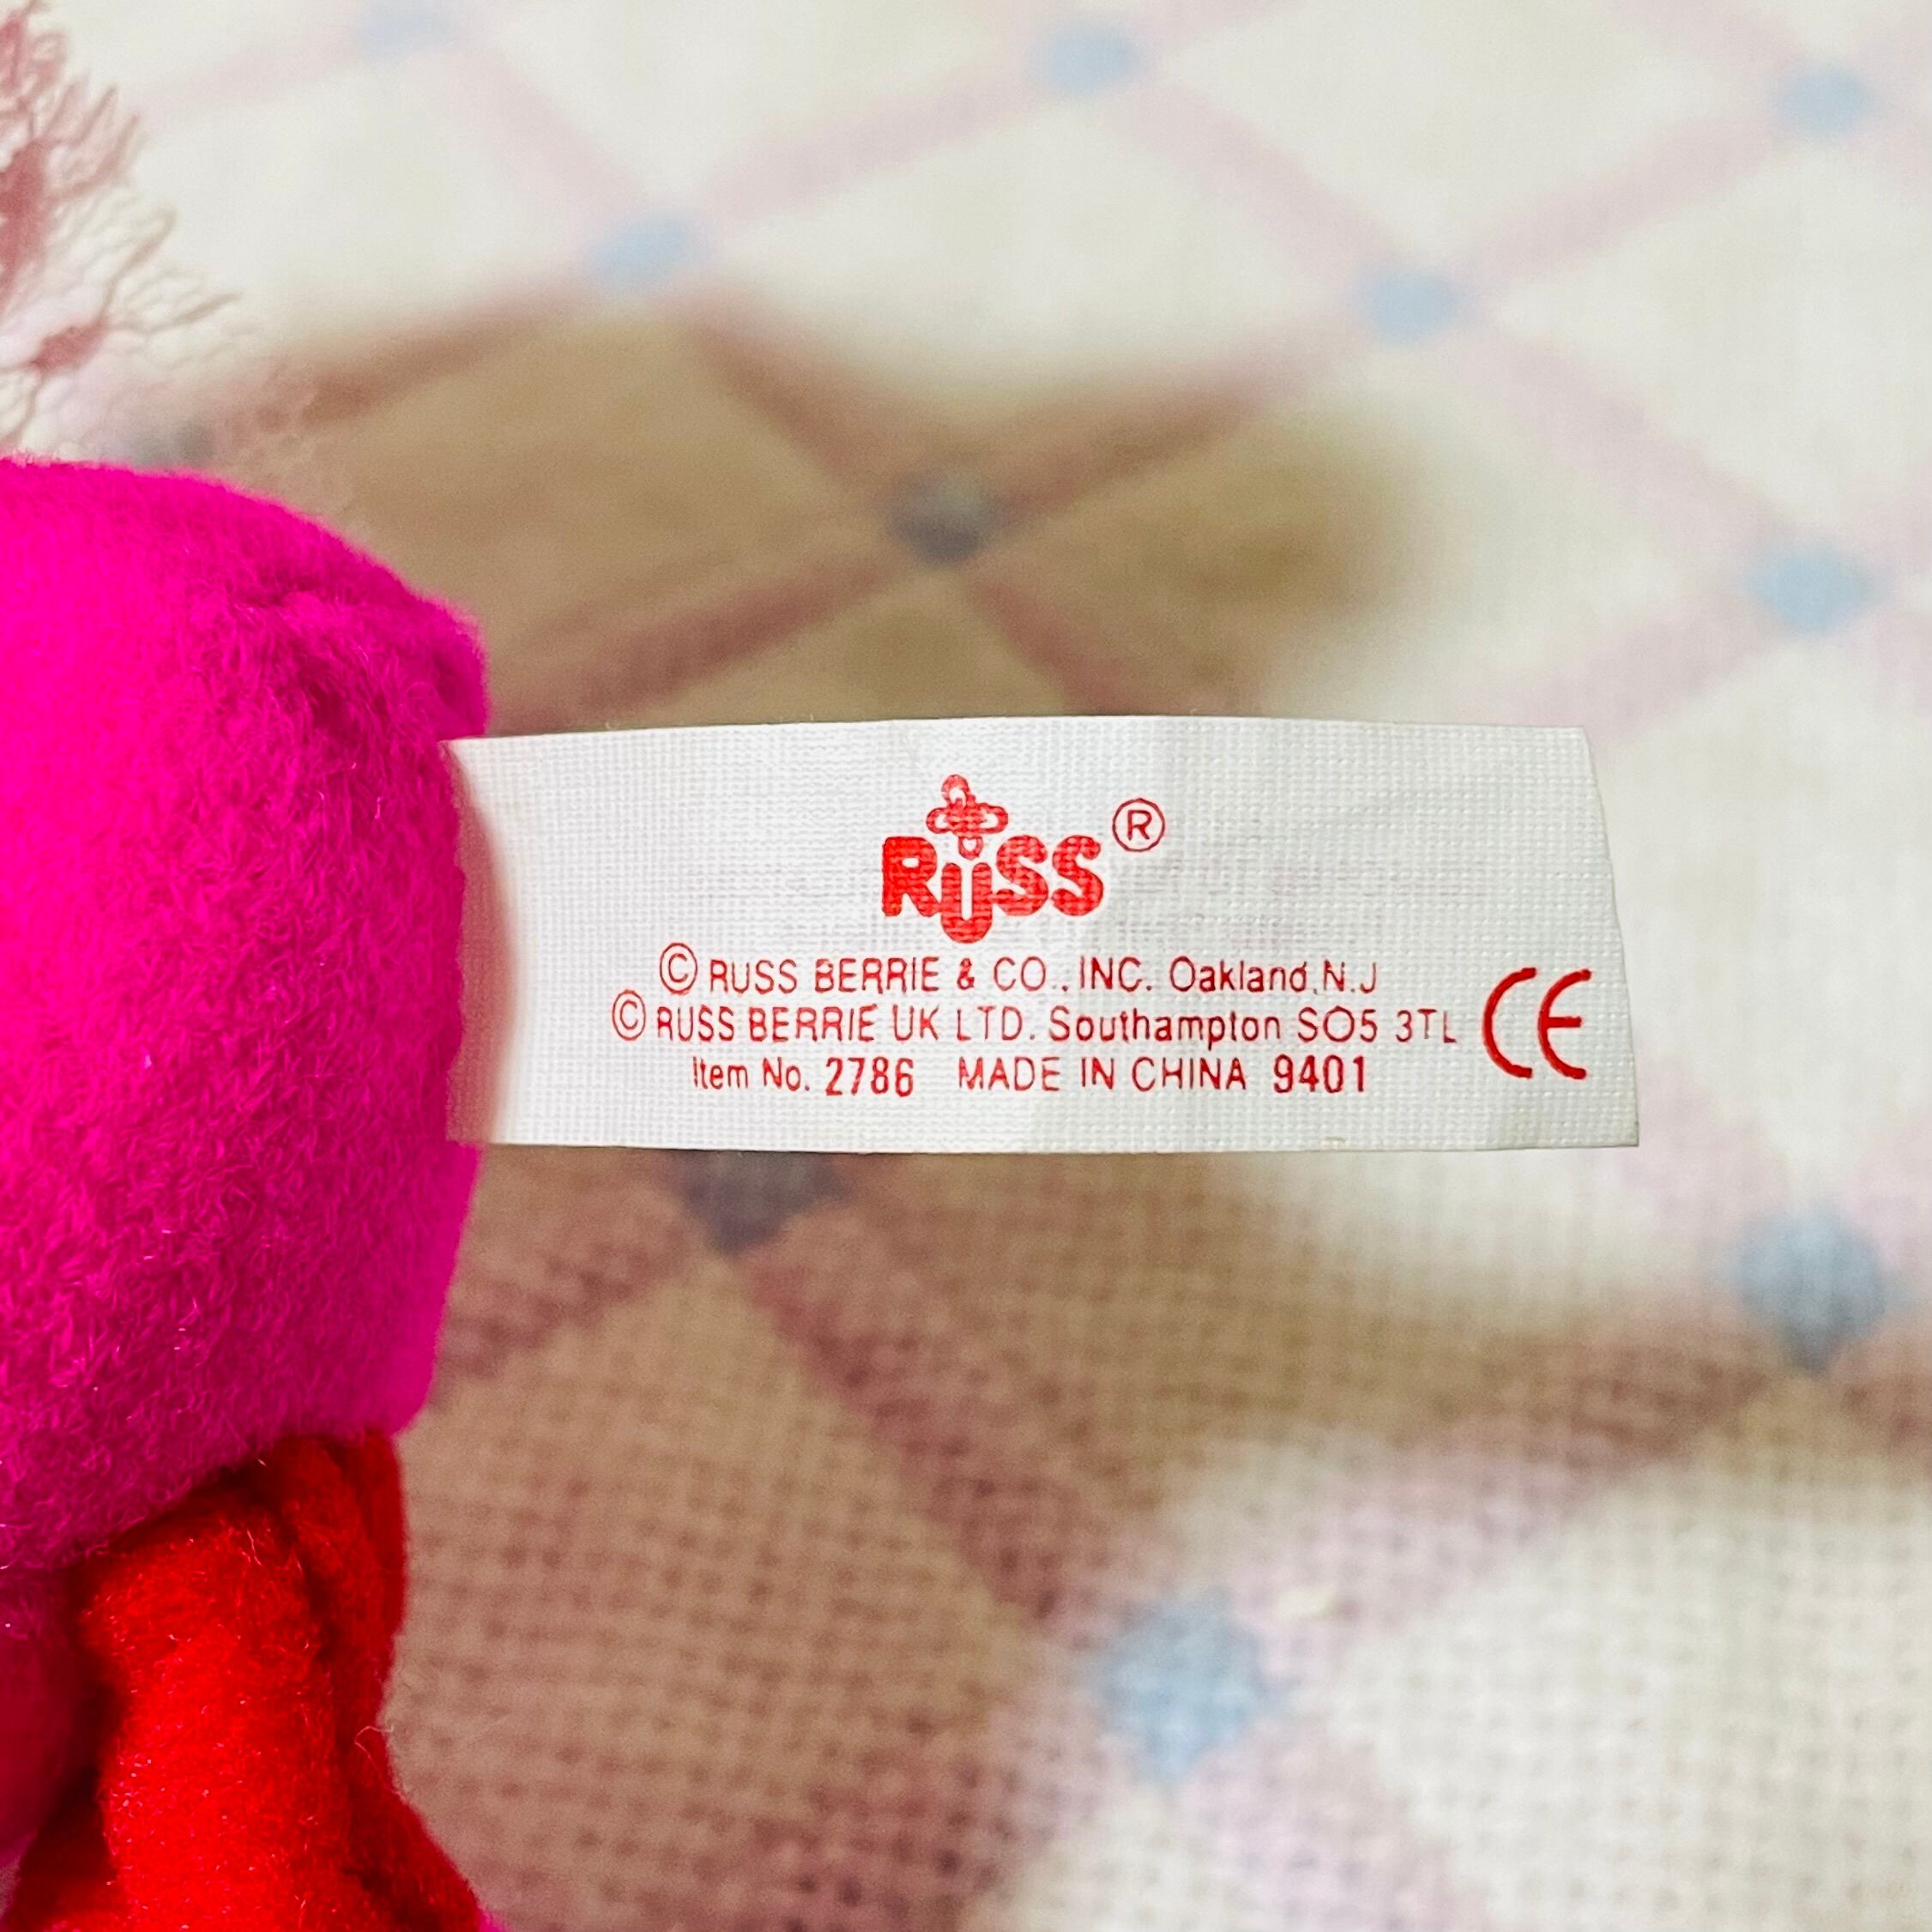 RUSS ®
© RUSS BERRIE & CO., INC. Oakland, N.J
© RUSS BERRIE UK LTD. Southampton SO5 3TL
Item No. 2786 MADE IN CHINA 9401
CE